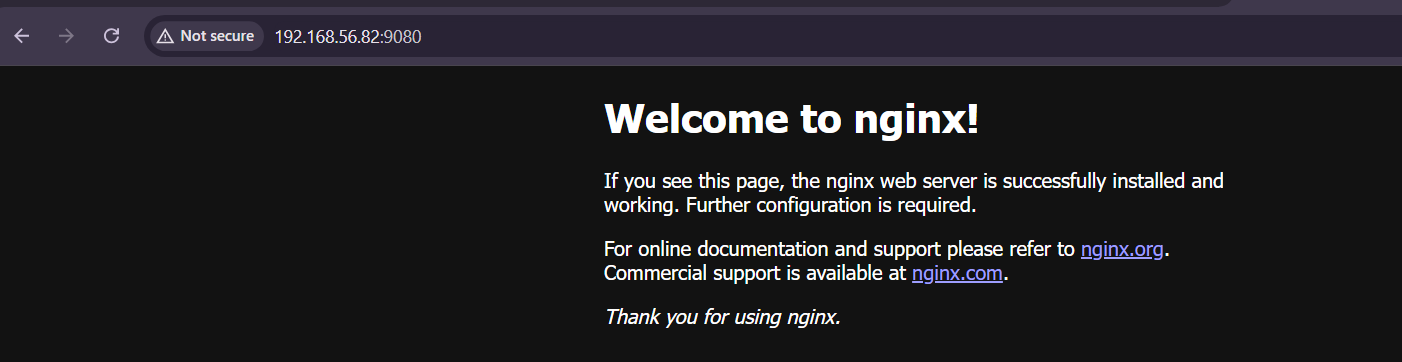 Not secure 192.168.56.82:9080
Welcome to nginx!
If you see this page, the nginx web server is successfully installed and
working. Further configuration is required.
For online documentation and support please refer to nginx.org.
Commercial support is available at nginx.com.
Thank you for using nginx.